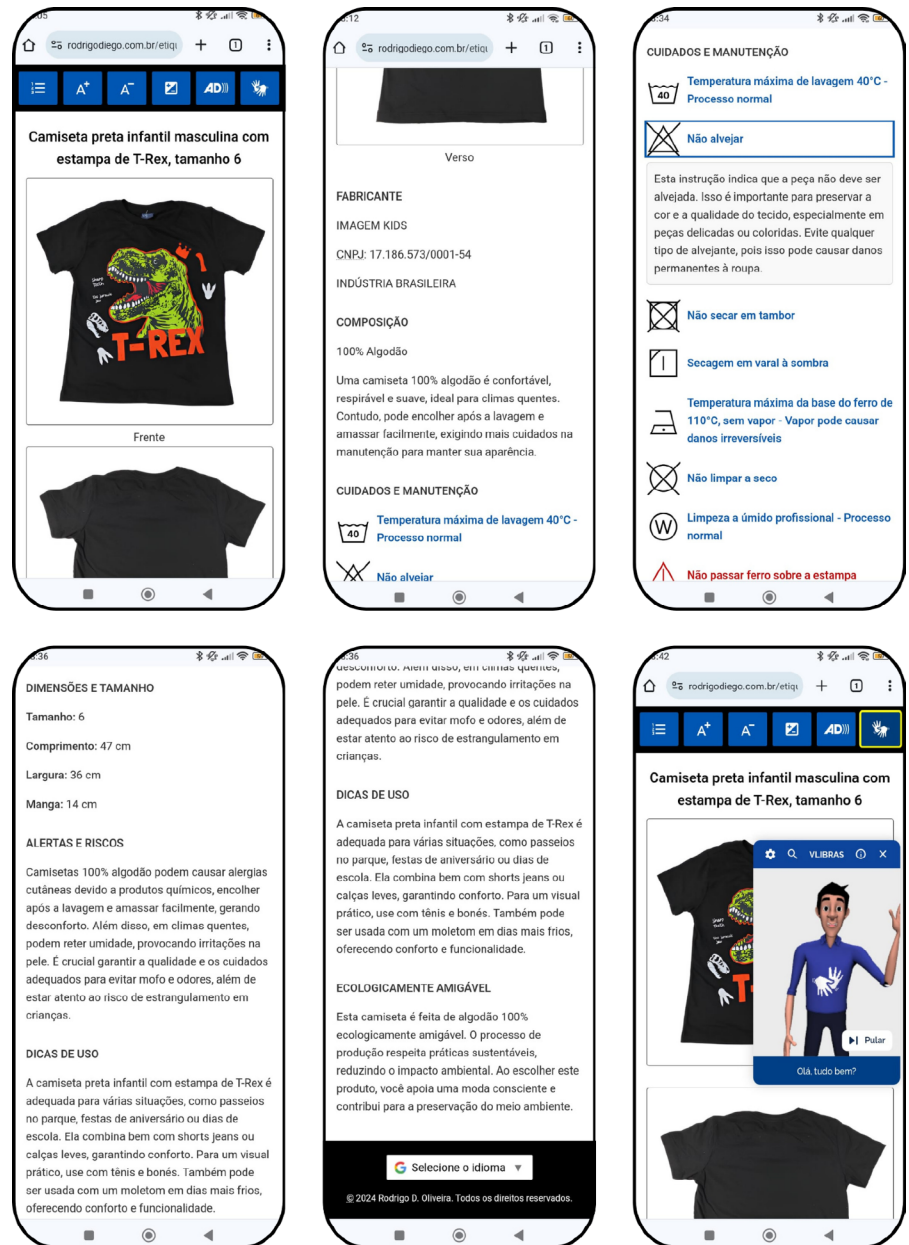 :05
rodrigodiego.com.br/etiqu
1
A+
A-
AD)))
Camiseta preta infantil masculina com
estampa de T-Rex, tamanho 6
T-REX
Frente
:12
rodrigodiego.com.br/etiqu
1
Verso
FABRICANTE
IMAGEM KIDS
CNPJ: 17.186.573/0001-54
INDÚSTRIA BRASILEIRA
COMPOSIÇÃO
100% Algodão
Uma camiseta 100% algodão é confortável,
respirável e suave, ideal para climas quentes.
Contudo, pode encolher após a lavagem e
amassar facilmente, exigindo mais cuidados na
manutenção para manter sua aparência.
CUIDADOS E MANUTENÇÃO
40
Temperatura máxima de lavagem 40°C -
Processo normal
Não alvejar
:34
CUIDADOS E MANUTENÇÃO
40
Temperatura máxima de lavagem 40°C -
Processo normal
Não alvejar
Esta instrução indica que a peça não deve ser
alvejada. Isso é importante para preservar a
cor e a qualidade do tecido, especialmente em
peças delicadas ou coloridas. Evite qualquer
tipo de alvejante, pois isso pode causar danos
permanentes à roupa.
Não secar em tambor
Secagem em varal à sombra
Temperatura máxima da base do ferro de
110°C, sem vapor - Vapor pode causar
danos irreversíveis
Não limpar a seco
W
Limpeza a úmido profissional - Processo
normal
Não passar ferro sobre a estampa
:36
DIMENSÕES E TAMANHO
Tamanho: 6
Comprimento: 47 cm
Largura: 36 cm
Manga: 14 cm
ALERTAS E RISCOS
Camisetas 100% algodão podem causar alergias
cutâneas devido a produtos químicos, encolher
após a lavagem e amassar facilmente, gerando
desconforto. Além disso, em climas quentes,
podem reter umidade, provocando irritações na
pele. É crucial garantir a qualidade e os cuidados
adequados para evitar mofo e odores, além de
estar atento ao risco de estrangulamento em
crianças.
DICAS DE USO
A camiseta preta infantil com estampa de T-Rex é
adequada para várias situações, como passeios
no parque, festas de aniversário ou dias de
escola. Ela combina bem com shorts jeans ou
calças leves, garantindo conforto. Para um visual
prático, use com tênis e bonés. Também pode
ser usada com um moletom em dias mais frios,
oferecendo conforto e funcionalidade.
:36
desconforto. Além disso, em climas quentes,
podem reter umidade, provocando irritações na
pele. É crucial garantir a qualidade e os cuidados
adequados para evitar mofo e odores, além de
estar atento ao risco de estrangulamento em
crianças.
DICAS DE USO
A camiseta preta infantil com estampa de T-Rex é
adequada para várias situações, como passeios
no parque, festas de aniversário ou dias de
escola. Ela combina bem com shorts jeans ou
calças leves, garantindo conforto. Para um visual
prático, use com tênis e bonés. Também pode
ser usada com um moletom em dias mais frios,
oferecendo conforto e funcionalidade.
ECOLOGICAMENTE AMIGÁVEL
Esta camiseta é feita de algodão 100%
ecologicamente amigável. O processo de
produção respeita práticas sustentáveis,
reduzindo o impacto ambiental. Ao escolher este
produto, você apoia uma moda consciente e
contribui para a preservação do meio ambiente.
G Selecione o idioma ▼
© 2024 Rodrigo D. Oliveira. Todos os direitos reservados.
:42
rodrigodiego.com.br/etiqu
1
A+
A-
AD)))
Camiseta preta infantil masculina com
estampa de T-Rex, tamanho 6
VLIBRAS
Pular
Olá, tudo bem?